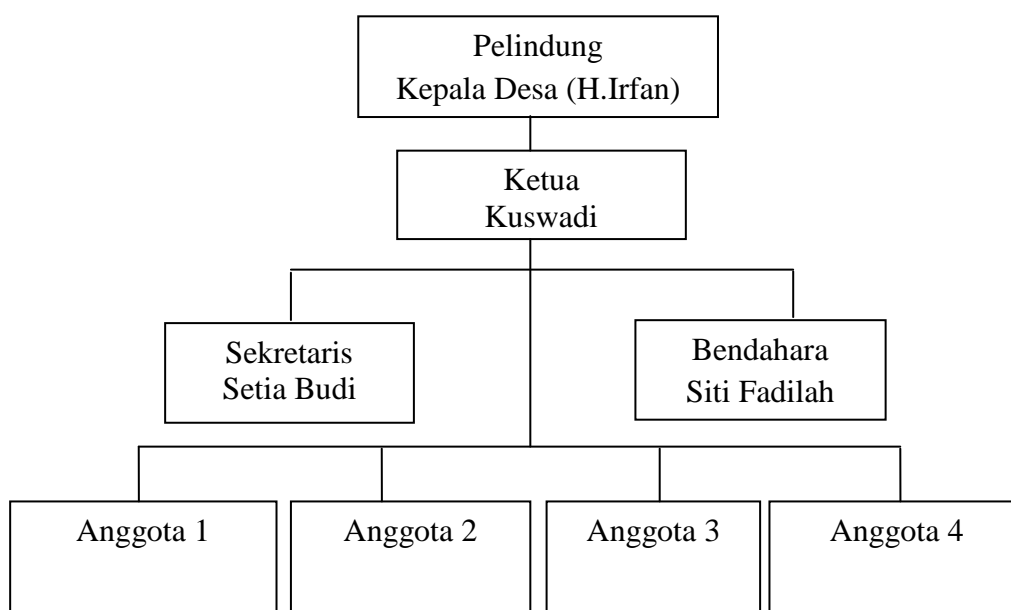 Pelindung
Kepala Desa (H.Irfan)
Ketua
Kuswadi
Sekretaris
Setia Budi
Bendahara
Siti Fadilah
Anggota 1
Anggota 2
Anggota 3
Anggota 4